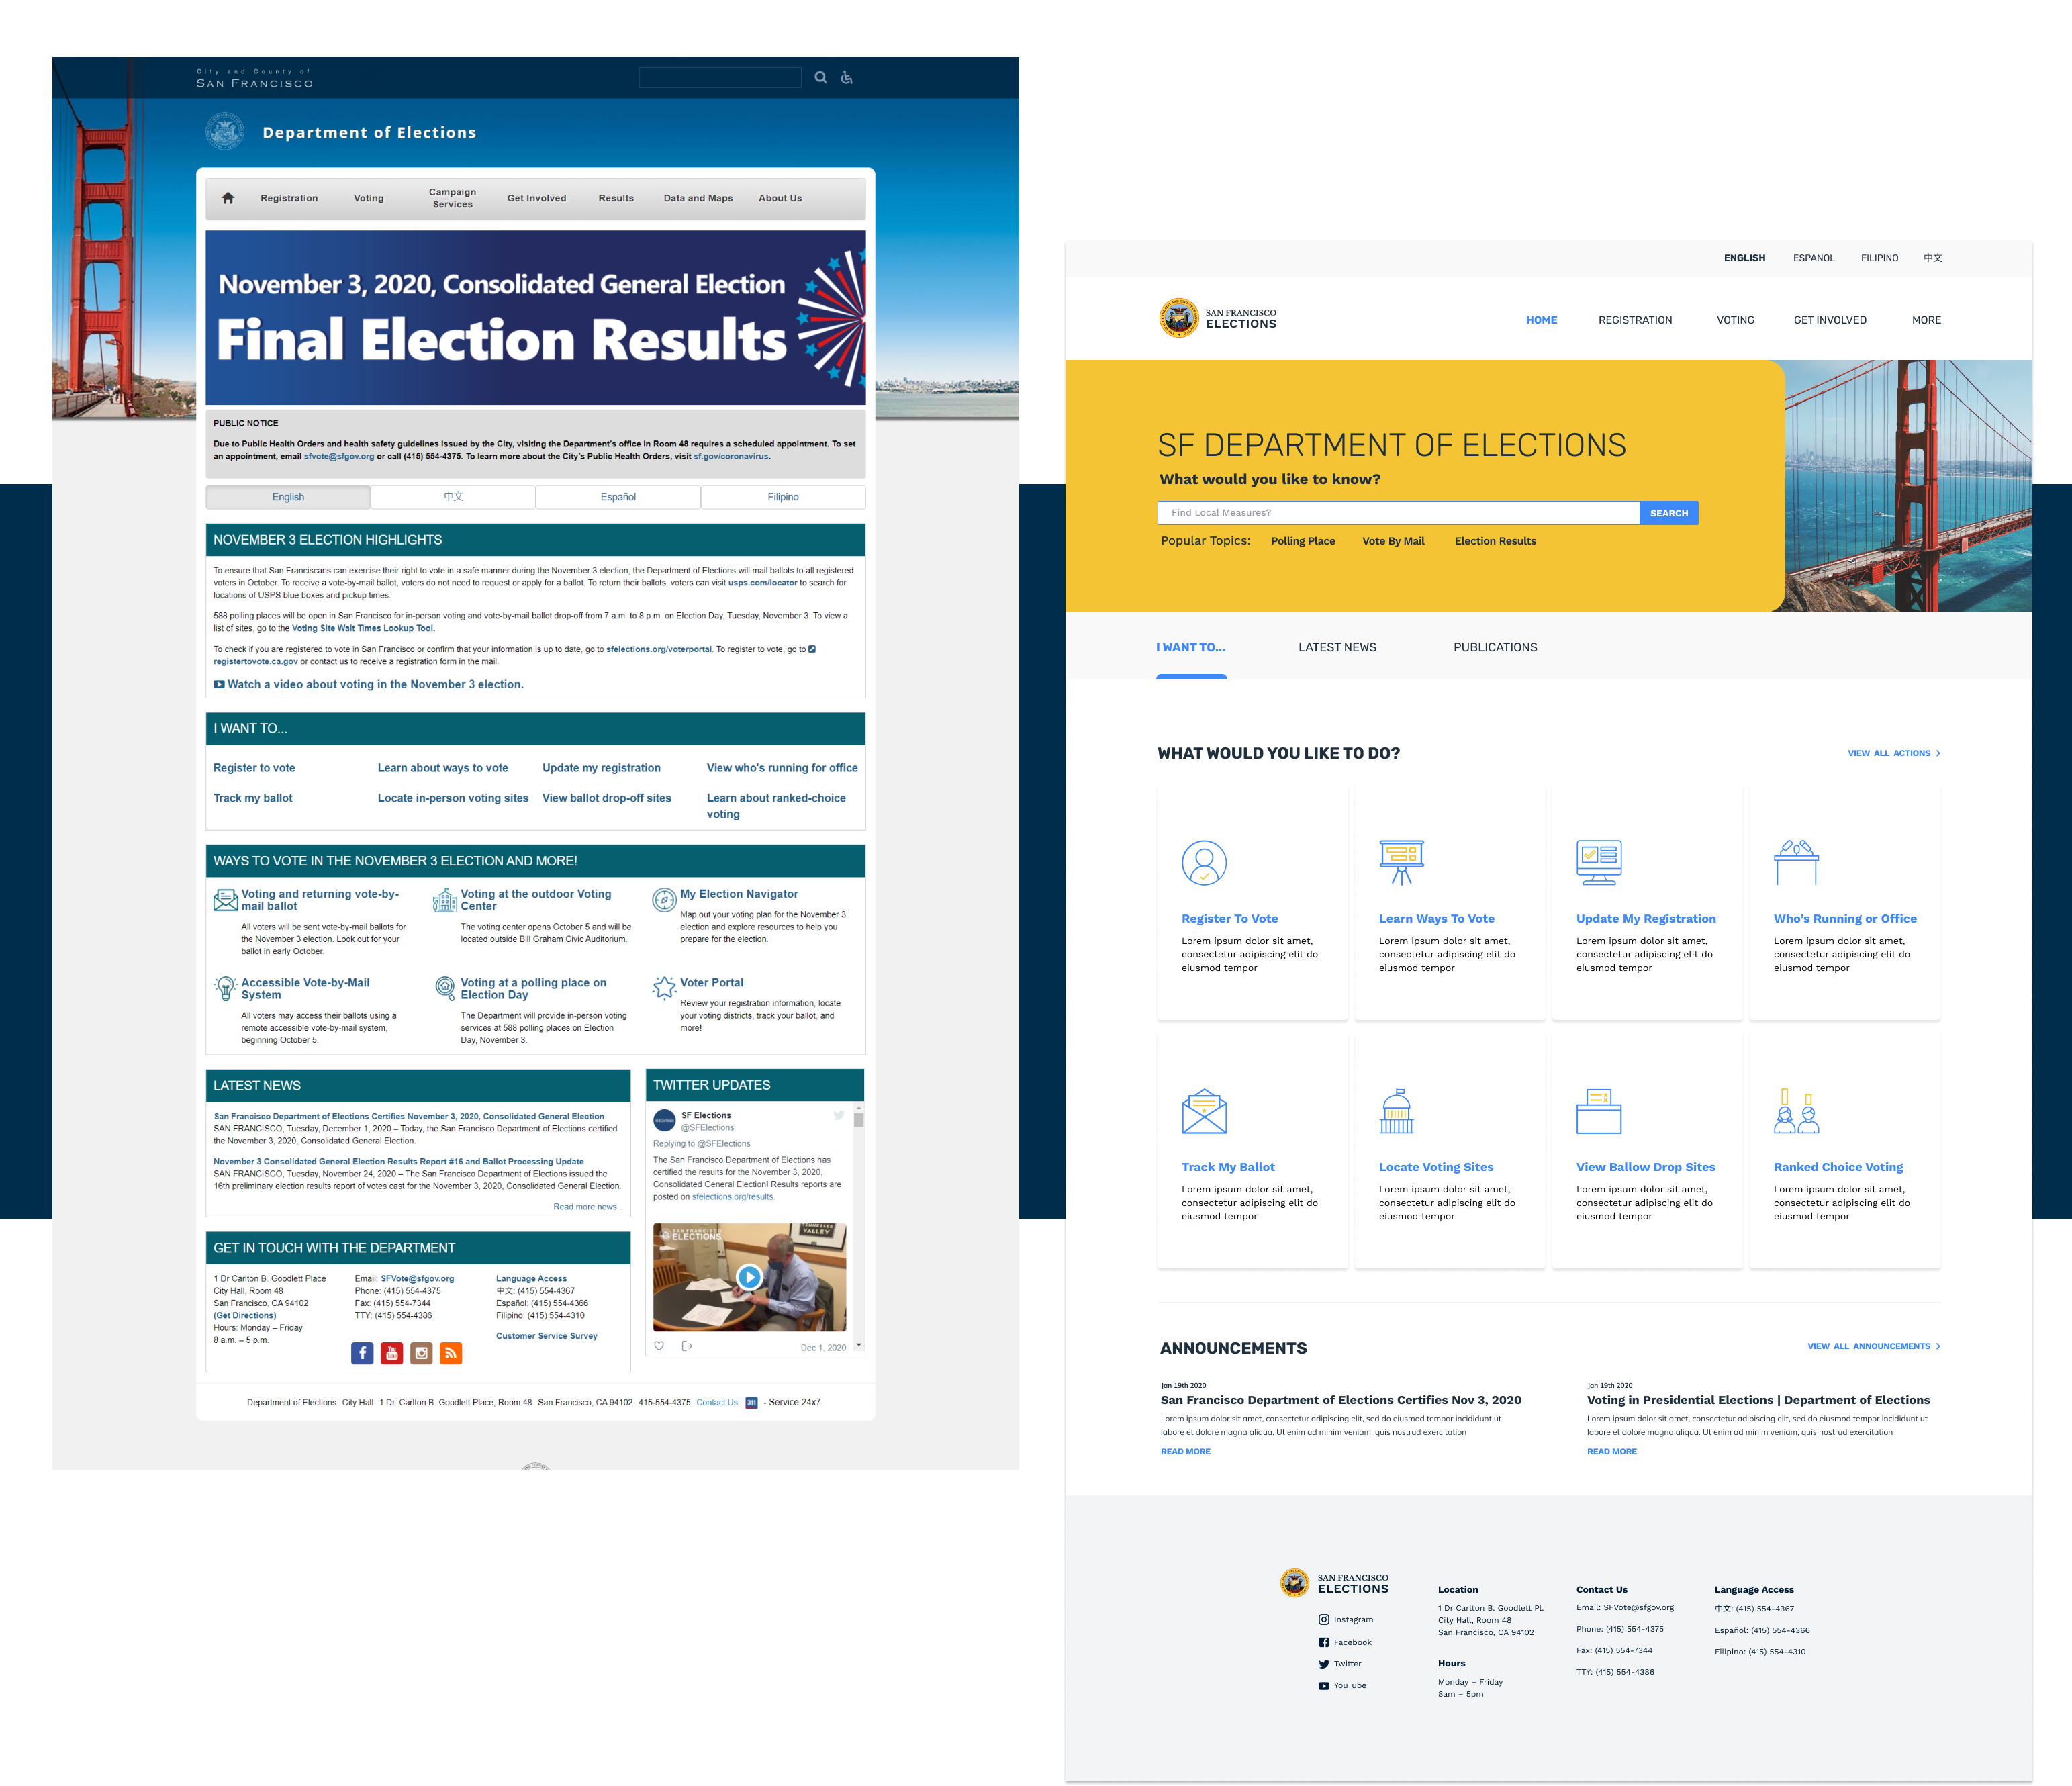 City and County of
SAN FRANCISCO
Department of Elections
Registration
Voting
Campaign
Services
Get Involved
Results
Data and Maps
About Us
November 3, 2020, Consolidated General Election
Final Election Results
PUBLIC NOTICE
Due to Public Health Orders and health safety guidelines issued by the City, visiting the Department's office in Room 48 requires a scheduled appointment. To set
an appointment, email sfvote@sfgov.org or call (415) 554-4375. To learn more about the City's Public Health Orders, visit sf.gov/coronavirus.
English
中文
Español
Filipino
NOVEMBER 3 ELECTION HIGHLIGHTS
To ensure that San Franciscans can exercise their right to vote in a safe manner during the November 3 election, the Department of Elections will mail ballots to all registered
voters in October. To receive a vote-by-mail ballot, voters do not need to request or apply for a ballot. To return their ballots, voters can visit usps.com/locator to search for
locations of USPS blue boxes and pickup times.
588 polling places will be open in San Francisco for in-person voting and vote-by-mail ballot drop-off from 7 a.m. to 8 p.m. on Election Day, Tuesday, November 3. To view a
list of sites, go to the Voting Site Wait Times Lookup Tool.
To check if you are registered to vote in San Francisco or confirm that your information is up to date, go to sfelections.org/voterportal. To register to vote, go to
registertovote.ca.gov or contact us to receive a registration form in the mail.
Watch a video about voting in the November 3 election.
I WANT TO...
Register to vote
Learn about ways to vote
Update my registration
View who's running for office
Track my ballot
Locate in-person voting sites
View ballot drop-off sites
Learn about ranked-choice
voting
WAYS TO VOTE IN THE NOVEMBER 3 ELECTION AND MORE!
Voting and returning vote-by-
mail ballot
All voters will be sent vote-by-mail ballots for
the November 3 election. Look out for your
ballot in early October.
Voting at the outdoor Voting
Center
The voting center opens October 5 and will be
located outside Bill Graham Civic Auditorium.
My Election Navigator
Map out your voting plan for the November 3
election and explore resources to help you
prepare for the election.
Accessible Vote-by-Mail
System
All voters may access their ballots using a
remote accessible vote-by-mail system,
beginning October 5.
Voting at a polling place on
Election Day
The Department will provide in-person voting
services at 588 polling places on Election
Day, November 3.
Voter Portal
Review your registration information, locate
your voting districts, track your ballot, and
more!
LATEST NEWS
San Francisco Department of Elections Certifies November 3, 2020, Consolidated General Election
SAN FRANCISCO, Tuesday, December 1, 2020 – Today, the San Francisco Department of Elections certified
the November 3, 2020, Consolidated General Election.
November 3 Consolidated General Election Results Report #16 and Ballot Processing Update
SAN FRANCISCO, Tuesday, November 24, 2020 – The San Francisco Department of Elections issued the
16th preliminary election results report of votes cast for the November 3, 2020, Consolidated General Election.
Read more news...
TWITTER UPDATES
SF Elections
@SFElections
Replying to @SFElections
The San Francisco Department of Elections has
certified the results for the November 3, 2020,
Consolidated General Election! Results reports are
posted on sfelections.org/results.
SAN FRANCISCO
ELECTIONS
TENNESSEE
VALLEY
Dec 1, 2020
GET IN TOUCH WITH THE DEPARTMENT
1 Dr Carlton B. Goodlett Place
City Hall, Room 48
San Francisco, CA 94102
(Get Directions)
Hours: Monday – Friday
8 a.m. – 5 p.m.
Email: SFVote@sfgov.org
Phone: (415) 554-4375
Fax: (415) 554-7344
TTY: (415) 554-4386
Language Access
中文: (415) 554-4367
Español: (415) 554-4366
Filipino: (415) 554-4310
Customer Service Survey
f
You
Tube
Department of Elections City Hall 1 Dr. Carlton B. Goodlett Place, Room 48 San Francisco, CA 94102 415-554-4375 Contact Us 311 - Service 24x7
ENGLISH
ESPANOL
FILIPINO
中文
SAN FRANCISCO
ELECTIONS
HOME
REGISTRATION
VOTING
GET INVOLVED
MORE
SF DEPARTMENT OF ELECTIONS
What would you like to know?
Find Local Measures?
SEARCH
Popular Topics:
Polling Place
Vote By Mail
Election Results
I WANT TO...
LATEST NEWS
PUBLICATIONS
WHAT WOULD YOU LIKE TO DO?
VIEW ALL ACTIONS
Register To Vote
Lorem ipsum dolor sit amet,
consectetur adipiscing elit do
eiusmod tempor
Learn Ways To Vote
Lorem ipsum dolor sit amet,
consectetur adipiscing elit do
eiusmod tempor
Update My Registration
Lorem ipsum dolor sit amet,
consectetur adipiscing elit do
eiusmod tempor
Who's Running or Office
Lorem ipsum dolor sit amet,
consectetur adipiscing elit do
eiusmod tempor
Track My Ballot
Lorem ipsum dolor sit amet,
consectetur adipiscing elit do
eiusmod tempor
Locate Voting Sites
Lorem ipsum dolor sit amet,
consectetur adipiscing elit do
eiusmod tempor
View Ballow Drop Sites
Lorem ipsum dolor sit amet,
consectetur adipiscing elit do
eiusmod tempor
Ranked Choice Voting
Lorem ipsum dolor sit amet,
consectetur adipiscing elit do
eiusmod tempor
ANNOUNCEMENTS
VIEW ALL ANNOUNCEMENTS
Jan 19th 2020
San Francisco Department of Elections Certifies Nov 3, 2020
Lorem ipsum dolor sit amet, consectetur adipiscing elit, sed do eiusmod tempor incididunt ut
labore et dolore magna aliqua. Ut enim ad minim veniam, quis nostrud exercitation
READ MORE
Jan 19th 2020
Voting in Presidential Elections | Department of Elections
Lorem ipsum dolor sit amet, consectetur adipiscing elit, sed do eiusmod tempor incididunt ut
labore et dolore magna aliqua. Ut enim ad minim veniam, quis nostrud exercitation
READ MORE
SAN FRANCISCO
ELECTIONS
Instagram
Facebook
Twitter
YouTube
Location
1 Dr Carlton B. Goodlett Pl.
City Hall, Room 48
San Francisco, CA 94102
Hours
Monday – Friday
8am – 5pm
Contact Us
Email: SFVote@sfgov.org
Phone: (415) 554-4375
Fax: (415) 554-7344
TTY: (415) 554-4386
Language Access
中文: (415) 554-4367
Español: (415) 554-4366
Filipino: (415) 554-4310